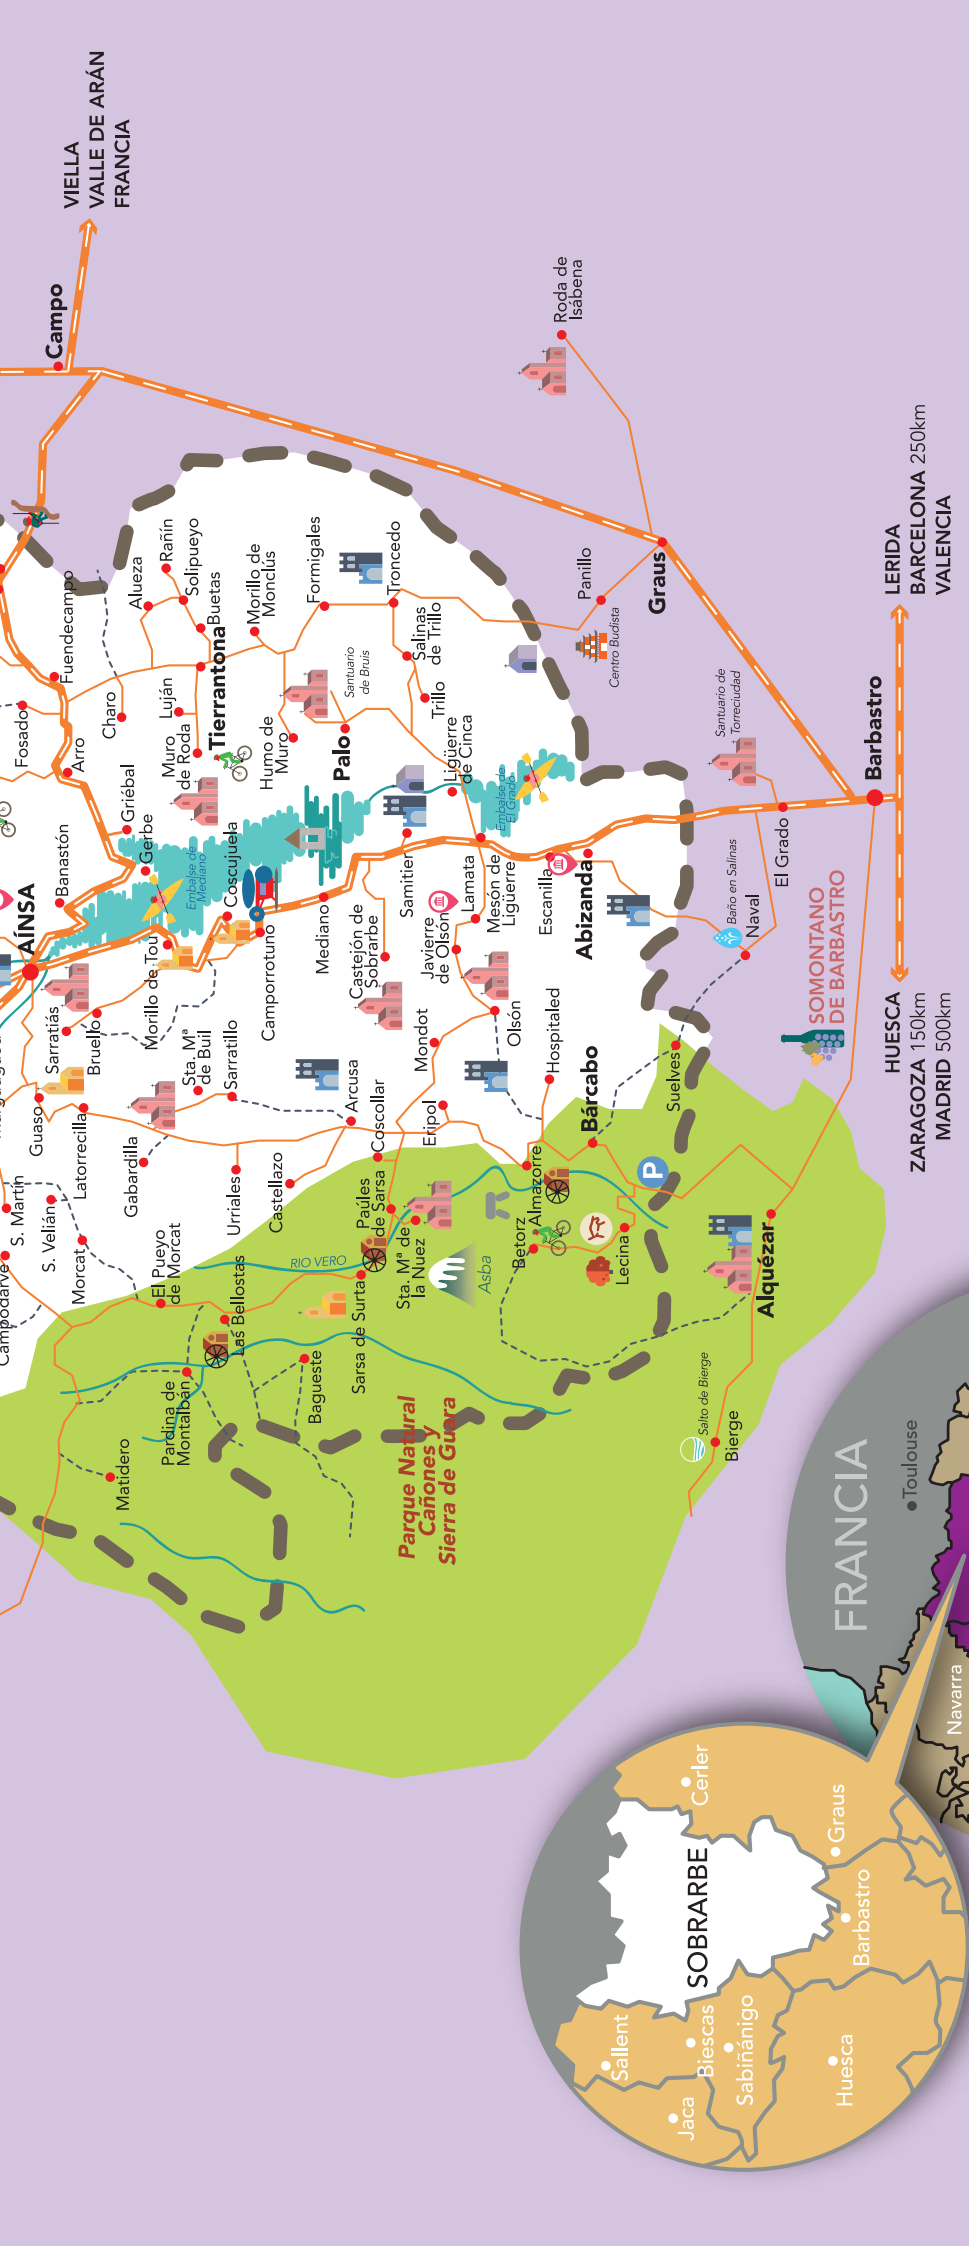 VIELLA
VALLE DE ARÁN
FRANCIA
Campo
Roda de
Isábena
Fuendecampo
Fosado
Arro
Charo
Alueza
Rañín
Solipueyo
Buetas
Luján
Tierrantona
Muro
de Roda
Morillo de
Monclús
Formigales
Troncedo
Salinas
de Trillo
Trillo
Santuario
de Bruis
Humo de
Muro
Palo
Panillo
Graus
Centro Budista
Ligüerre
de Cinca
Embalse de
El Grado
Santuario de
Torreciudad
Barbastro
LERIDA
BARCELONA 250km
VALENCIA
Griébal
Gerbe
Banastón
AÍNSA
Embalse de
Mediano
Coscujuela
Morillo de Tou
Camporrotuno
Mediano
Samitier
Castejón de
Sobrarbe
Javierre
de Olsón
Lamata
Mesón de
Ligüerre
Escanilla
Abizanda
Baño en Salinas
Naval
El Grado
SOMONTANO
DE BARBASTRO
HUESCA
ZARAGOZA 150km
MADRID 500km
Sarratiás
Bruello
Guaso
Latorrecilla
Sta. Mª
de Buil
Sarratillo
Gabardilla
Arcusa
Coscollar
Mondot
Olsón
Hospitaled
Eripol
Bárcabo
Suelves
S. Martín
S. Velián
Morcat
Campodarve
Urriales
Castellazo
El Pueyo
de Morcat
Las Bellostas
RIO VERO
Paúles
de Sarsa
Sta. Mª de
la Nuez
Asba
Almazorre
Betorz
Lecina
P
Alquézar
Sarsa de Surta
Bagueste
Pardina de
Montalbán
Matidero
Parque Natural
Cañones y
Sierra de Guara
Salto de Bierge
Bierge
FRANCIA
Toulouse
Navarra
Cerler
Graus
Barbastro
SOBRARBE
Sallent
Biescas
Sabiñánigo
Jaca
Huesca